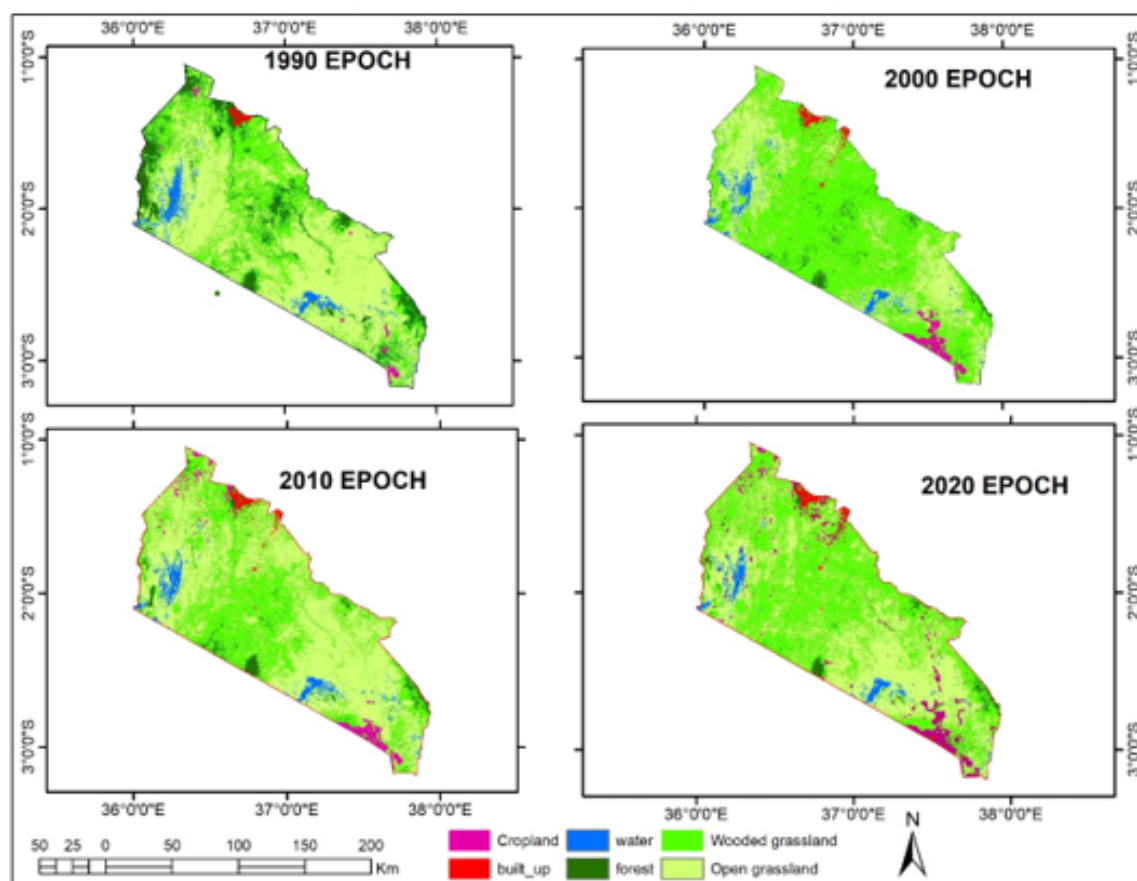 36°0'0"E 37°0'0"E 38°0'0"E 36°0'0"E 37°0'0"E 38°0'0"E
1°0'0"S 1990 EPOCH 2000 EPOCH 1°0'0"S
2°0'0"S 2°0'0"S
3°0'0"S 3°0'0"S
1°0'0"S 2010 EPOCH 2020 EPOCH 1°0'0"S
2°0'0"S 2°0'0"S
3°0'0"S 3°0'0"S
36°0'0"E 37°0'0"E 38°0'0"E 36°0'0"E 37°0'0"E 38°0'0"E
N
50 25 0 50 100 150 200
Km
Cropland water Wooded grassland
built_up forest Open grassland